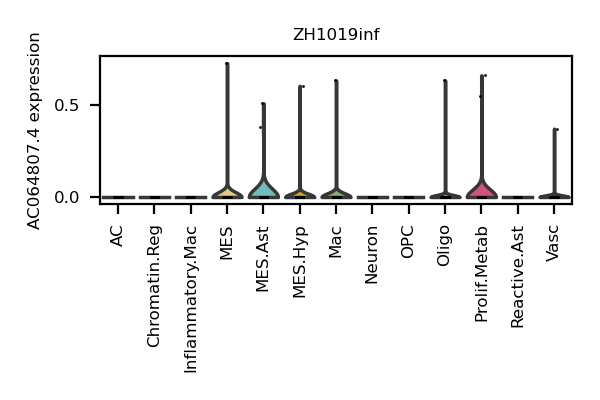 ZH1019inf
AC064807.4 expression
0.5
0.0
AC
Chromatin.Reg
Inflammatory.Mac
MES
MES.Ast
MES.Hyp
Mac
Neuron
OPC
Oligo
Prolif.Metab
Reactive.Ast
Vasc